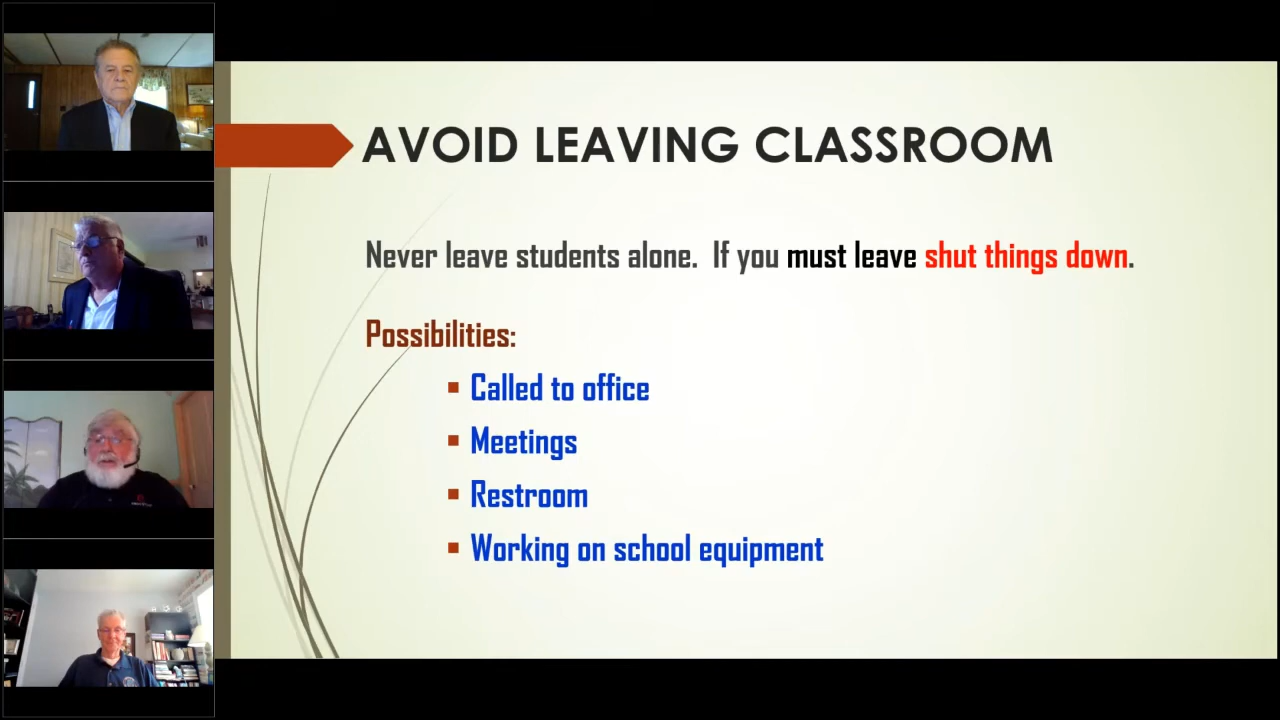 AVOID LEAVING CLASSROOM
Never leave students alone. If you must leave shut things down.
Possibilities:
Called to office
Meetings
Restroom
Working on school equipment